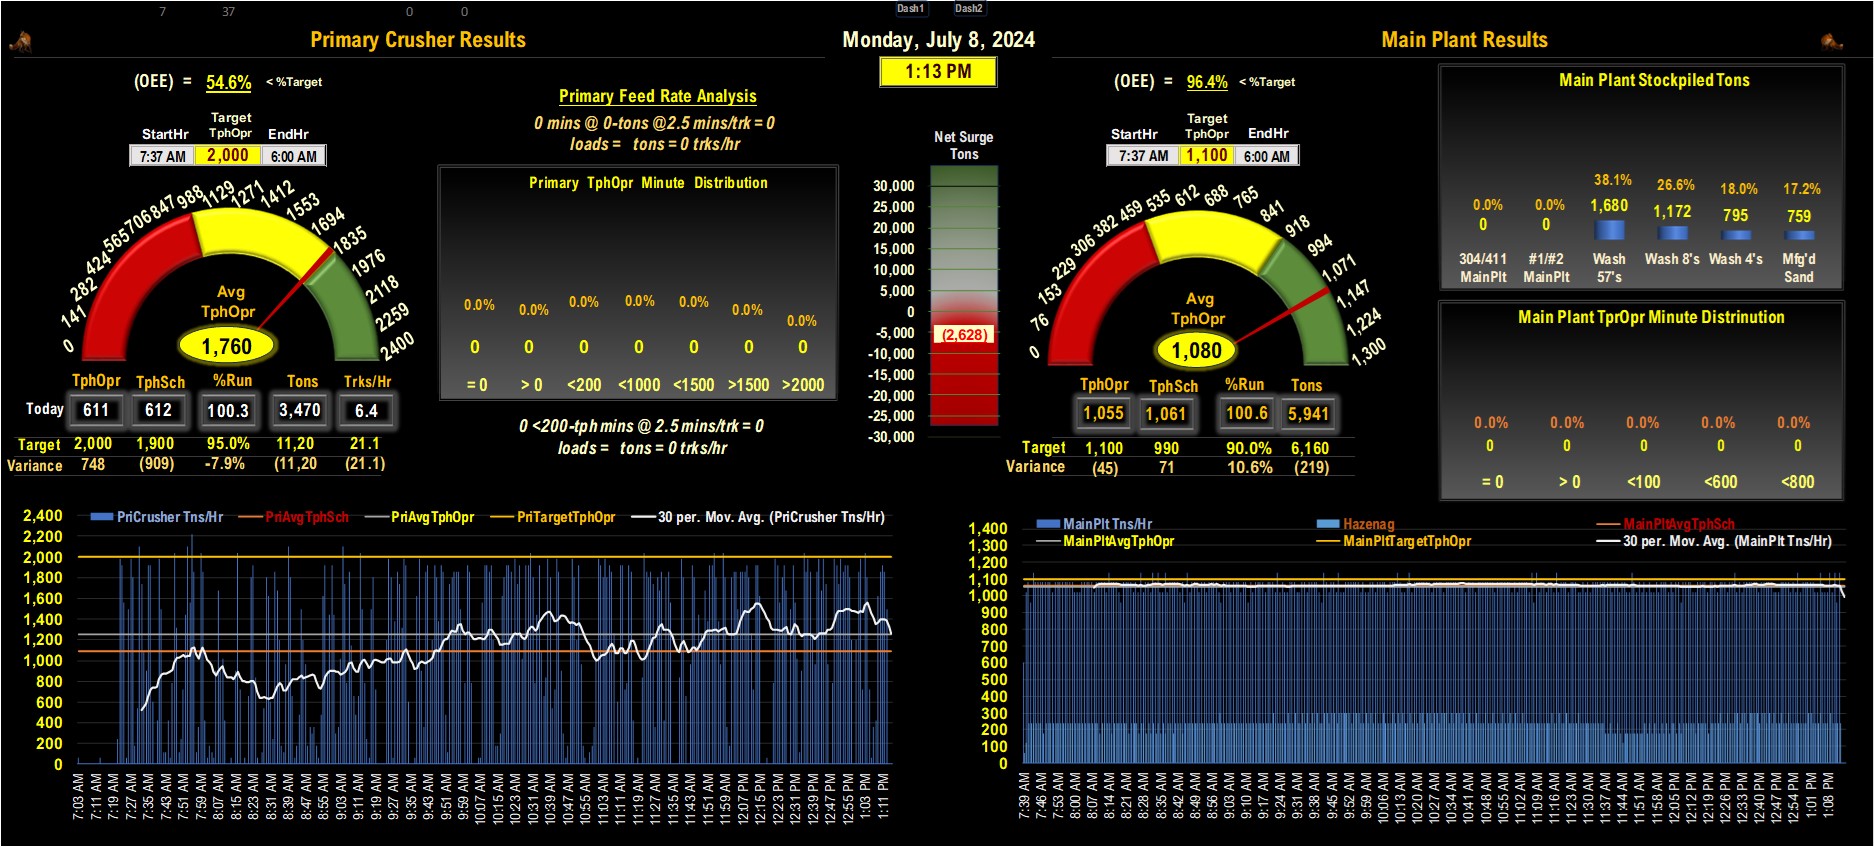 7 37 0 0 Dash1 Dash2
Primary Crusher Results
Monday, July 8, 2024
Main Plant Results
1:13 PM
(OEE) = 54.6% < %Target
Primary Feed Rate Analysis
0 mins @ 0-tons @2.5 mins/trk = 0
loads = tons = 0 trks/hr
Target
StartHr TphOpr EndHr
7:37 AM 2,000 6:00 AM
0 141 282 424 565 706 847 988 1129 1271 1412 1553 1694 1835 1976 2118 2259 2400
Avg
TphOpr
1,760
TphOpr TphSch %Run Tons Trks/Hr
Today 611 612 100.3 3,470 6.4
Target 2,000 1,900 95.0% 11,20 21.1
Variance 748 (909) -7.9% (11,20 (21.1)
Primary TphOpr Minute Distribution
0.0% 0.0% 0.0% 0.0% 0.0% 0.0% 0.0%
0 0 0 0 0 0 0
= 0 > 0 <200 <1000 <1500 >1500 >2000
0 <200-tph mins @ 2.5 mins/trk = 0
loads = tons = 0 trks/hr
Net Surge
Tons
30,000
25,000
20,000
15,000
10,000
5,000
0
-5,000
(2,628)
-10,000
-15,000
-20,000
-25,000
-30,000
(OEE) = 96.4% < %Target
Target
StartHr TphOpr EndHr
7:37 AM 1,100 6:00 AM
0 76 153 229 306 382 459 535 612 688 765 841 918 994 1,071 1,147 1,224 1,300
Avg
TphOpr
1,080
TphOpr TphSch %Run Tons
1,055 1,061 100.6 5,941
Target 1,100 990 90.0% 6,160
Variance (45) 71 10.6% (219)
Main Plant Stockpiled Tons
0.0% 0.0% 38.1% 26.6% 18.0% 17.2%
0 0 1,680 1,172 795 759
304/411 #1/#2 Wash Wash 8's Wash 4's Mfg'd
MainPlt MainPlt 57's Sand
Main Plant TprOpr Minute Distrinution
0.0% 0.0% 0.0% 0.0% 0.0%
0 0 0 0 0
= 0 > 0 <100 <600 <800
PriCrusher Tns/Hr PriAvgTphSch PriAvgTphOpr PriTargetTphOpr 30 per. Mov. Avg. (PriCrusher Tns/Hr)
2,400
2,200
2,000
1,800
1,600
1,400
1,200
1,000
800
600
400
200
0
7:03 AM 7:11 AM 7:19 AM 7:27 AM 7:35 AM 7:43 AM 7:51 AM 7:59 AM 8:07 AM 8:15 AM 8:23 AM 8:31 AM 8:39 AM 8:47 AM 8:55 AM 9:03 AM 9:11 AM 9:19 AM 9:27 AM 9:35 AM 9:43 AM 9:51 AM 9:59 AM 10:07 AM 10:15 AM 10:23 AM 10:31 AM 10:39 AM 10:47 AM 10:55 AM 11:03 AM 11:11 AM 11:19 AM 11:27 AM 11:35 AM 11:43 AM 11:51 AM 11:59 AM 12:07 PM 12:15 PM 12:23 PM 12:31 PM 12:39 PM 12:47 PM 12:55 PM 1:03 PM 1:11 PM
MainPlt Tns/Hr Hazenag MainPltAvgTphSch
MainPltAvgTphOpr MainPltTargetTphOpr 30 per. Mov. Avg. (MainPlt Tns/Hr)
1,400
1,300
1,200
1,100
1,000
900
800
700
600
500
400
300
200
100
0
7:39 AM 7:46 AM 7:53 AM 8:00 AM 8:07 AM 8:14 AM 8:21 AM 8:28 AM 8:35 AM 8:42 AM 8:49 AM 8:56 AM 9:03 AM 9:10 AM 9:17 AM 9:24 AM 9:31 AM 9:38 AM 9:45 AM 9:52 AM 9:59 AM 10:06 AM 10:13 AM 10:20 AM 10:27 AM 10:34 AM 10:41 AM 10:48 AM 10:55 AM 11:02 AM 11:09 AM 11:16 AM 11:23 AM 11:30 AM 11:37 AM 11:44 AM 11:51 AM 11:58 AM 12:05 PM 12:12 PM 12:19 PM 12:26 PM 12:33 PM 12:40 PM 12:47 PM 12:54 PM 1:01 PM 1:08 PM